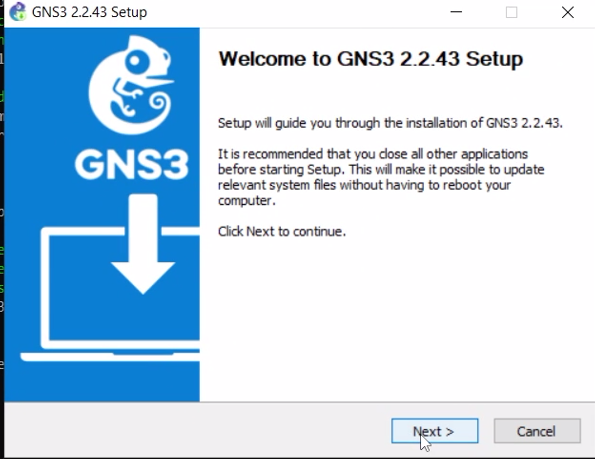 GNS3 2.2.43 Setup
Welcome to GNS3 2.2.43 Setup
GNS3
Setup will guide you through the installation of GNS3 2.2.43.
It is recommended that you close all other applications
before starting Setup. This will make it possible to update
relevant system files without having to reboot your
computer.
Click Next to continue.
Next >
Cancel